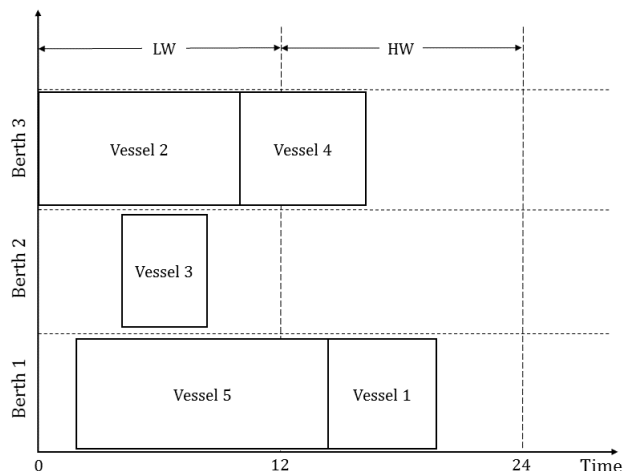 LW HW
Berth 3
Vessel 2 Vessel 4
Berth 2
Vessel 3
Berth 1
Vessel 5 Vessel 1
0 12 24 Time